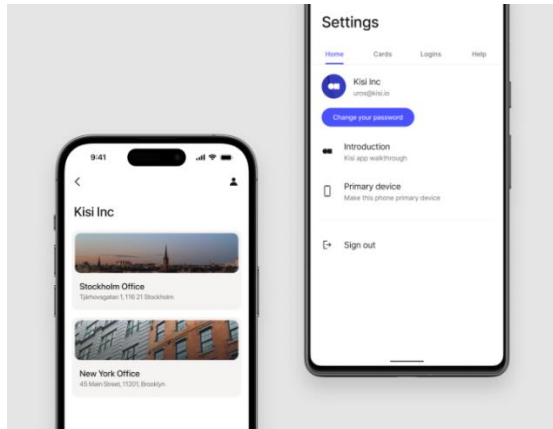 9:41
Kisi Inc
Stockholm Office
Tjärhovsgatan 1, 116 21 Stockholm
New York Office
45 Main Street, 11201, Brooklyn
Settings
Home Cards Logins Help
Kisi Inc
uros@kisi.io
Change your password
Introduction
Kisi app walkthrough
Primary device
Make this phone primary device
Sign out